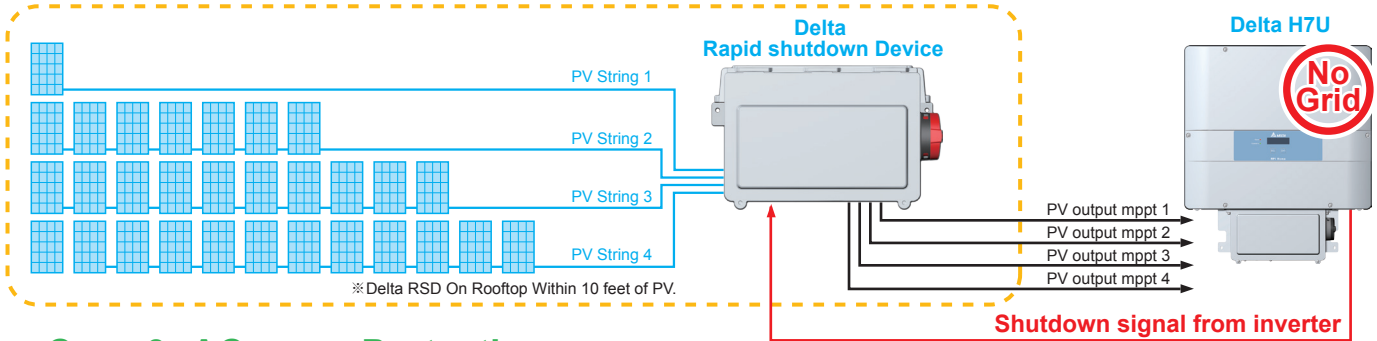 Delta
Rapid shutdown Device
Delta H7U
No
Grid
PV String 1
PV String 2
PV String 3
PV String 4
PV output mppt 1
PV output mppt 2
PV output mppt 3
PV output mppt 4
※Delta RSD On Rooftop Within 10 feet of PV.
Shutdown signal from inverter